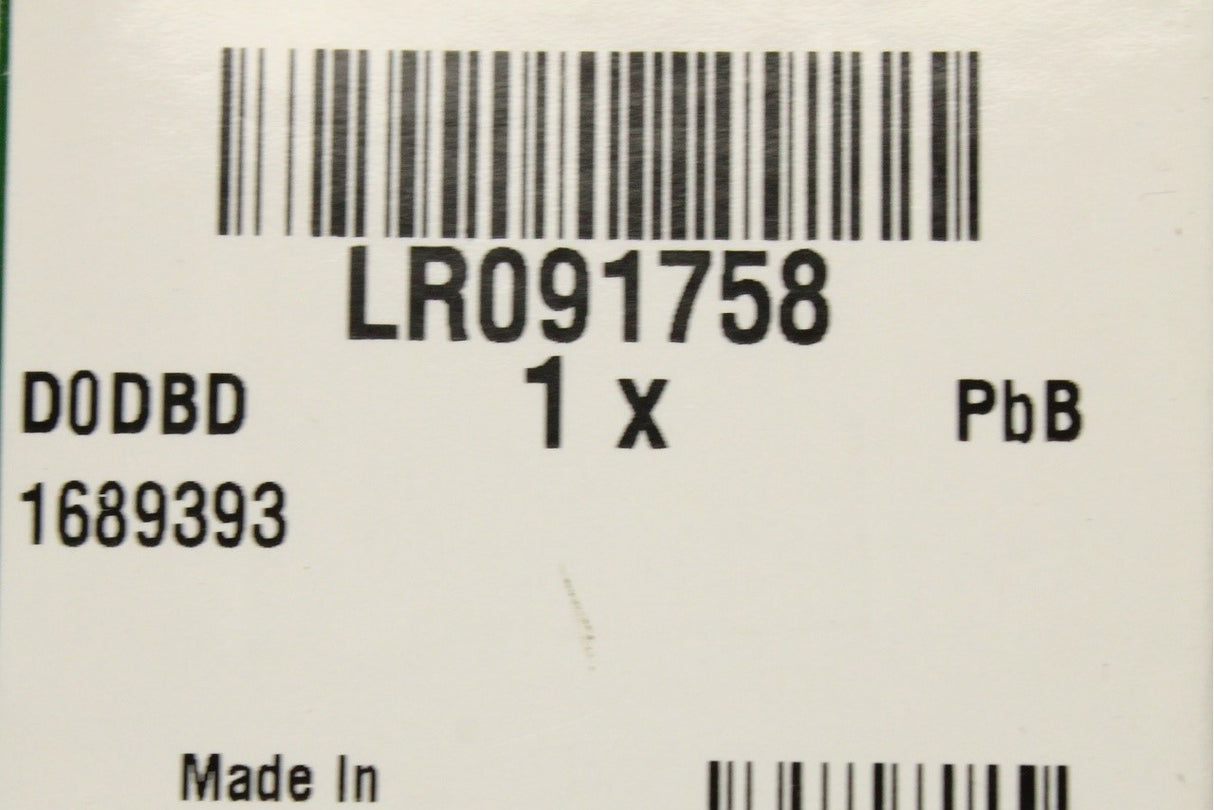 LR091758
D0DBD 1 x PbB
1689393
Made In